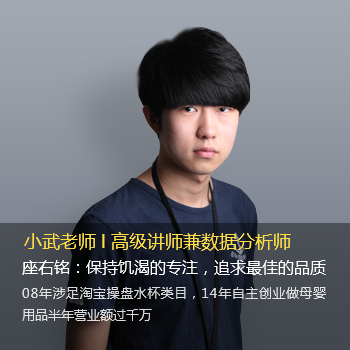 小武老师 | 高级讲师兼数据分析师
座右铭：保持饥渴的专注，追求最佳的品质
08年涉足淘宝操盘水杯类目，14年自主创业做母婴
用品半年营业额过千万